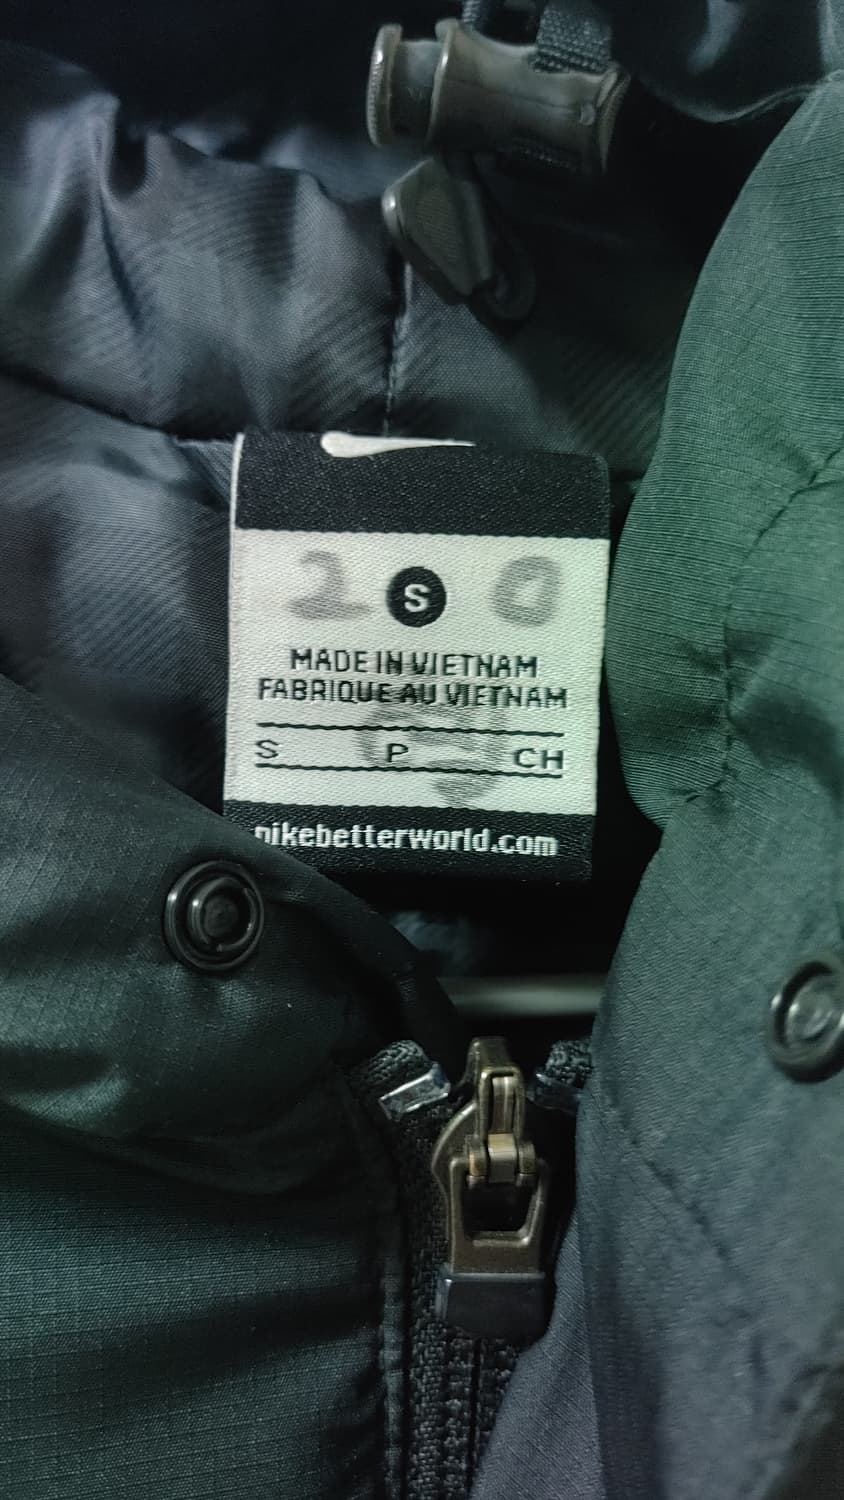 2 S 0
MADE IN VIETNAM
FABRIQUE AU VIETNAM
S P CH
nikebetterworld.com